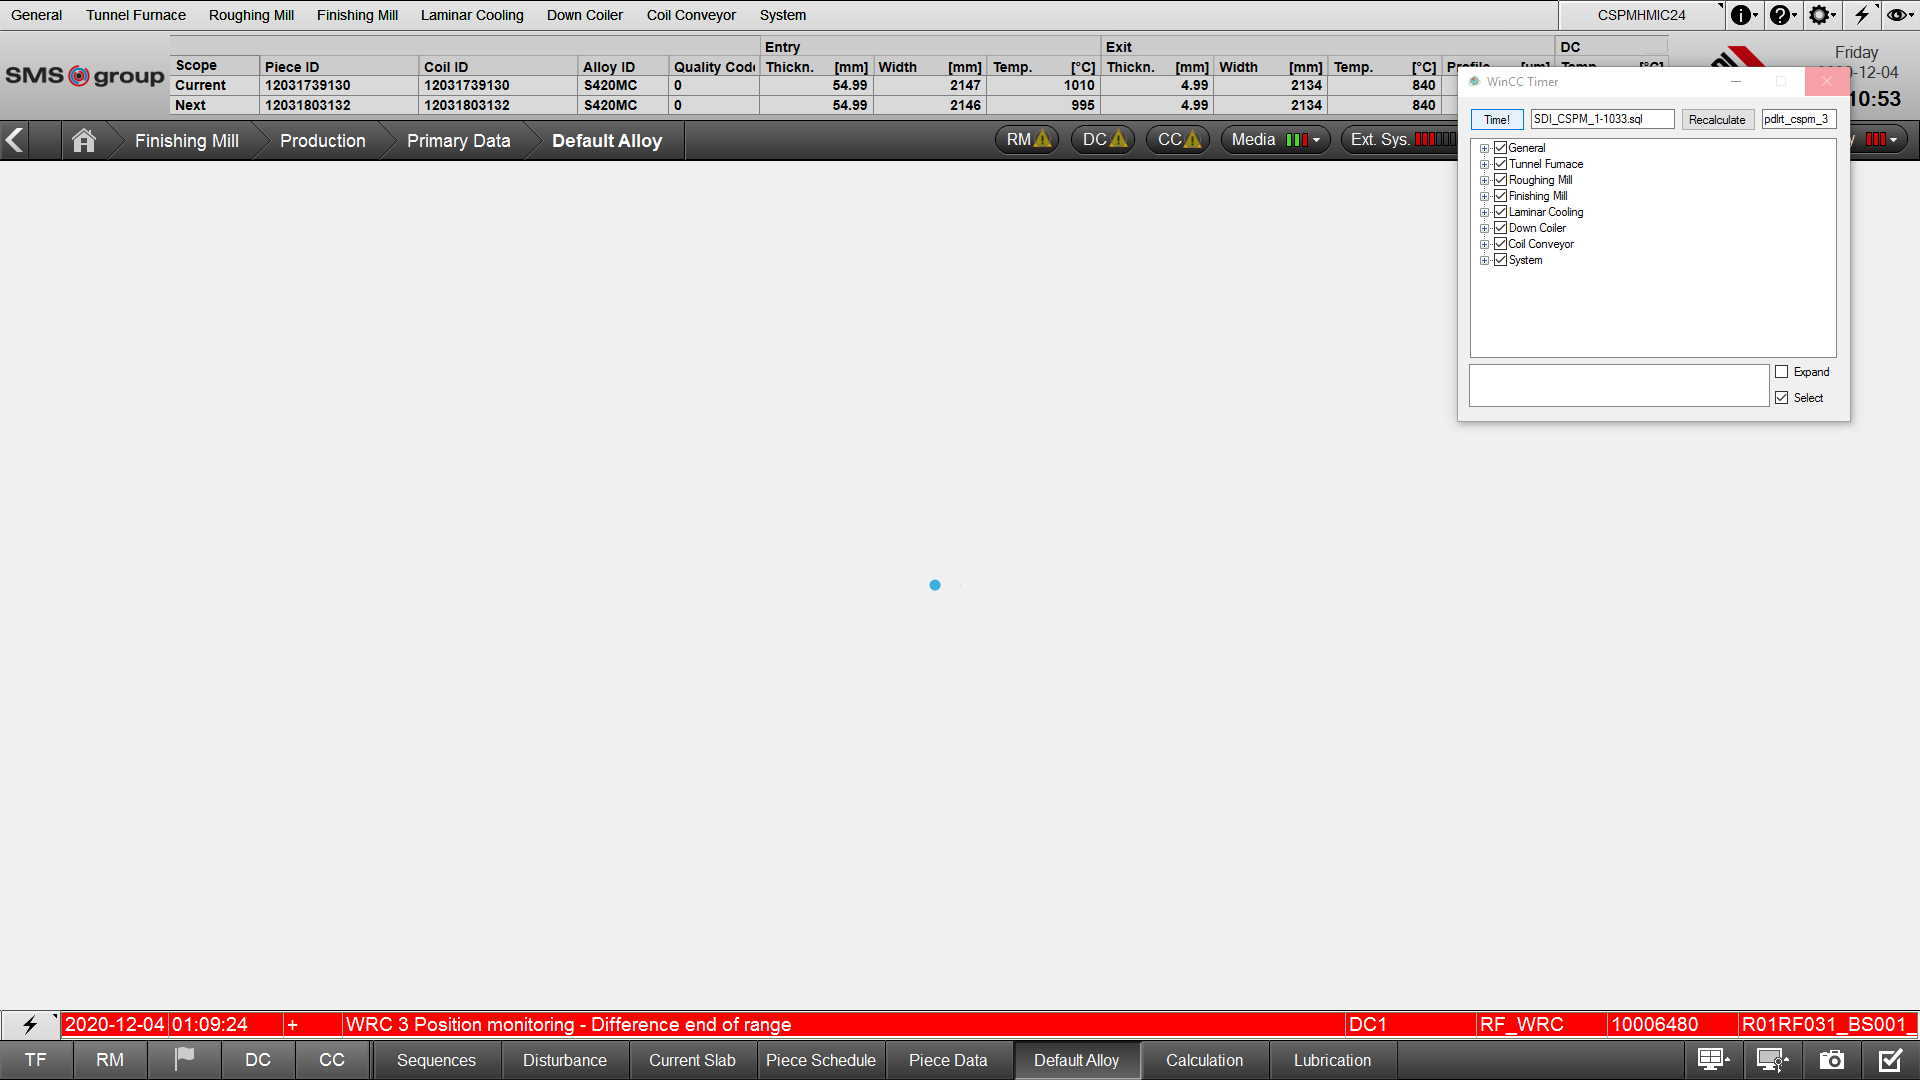 General Tunnel Furnace Roughing Mill Finishing Mill Laminar Cooling Down Coiler Coil Conveyor System CSPMHMIC24
Entry Exit DC
Scope Piece ID Coil ID Alloy ID Quality Thickn. [mm] Width [mm] Temp. [°C] Thickn. [mm] Width [mm] Temp. [°C]
Current 12031739130 12031739130 S420MC 0 54.99 2147 1010 4.99 2134 840
Next 12031803132 12031803132 S420MC 0 54.99 2146 995 4.99 2134 840
SMS group
Friday
-12-04
10:53
Finishing Mill Production Primary Data Default Alloy RM DC CC Media Ext. Sys.
WinCC Timer
Time! SDI_CSPM_1-1033.sql Recalculate pdlrt_cspm_3
General
Tunnel Furnace
Roughing Mill
Finishing Mill
Laminar Cooling
Down Coiler
Coil Conveyor
System
Expand
Select
2020-12-04 01:09:24 + WRC 3 Position monitoring - Difference end of range DC1 RF_WRC 10006480 R01RF031_BS001_
TF RM DC CC Sequences Disturbance Current Slab Piece Schedule Piece Data Default Alloy Calculation Lubrication